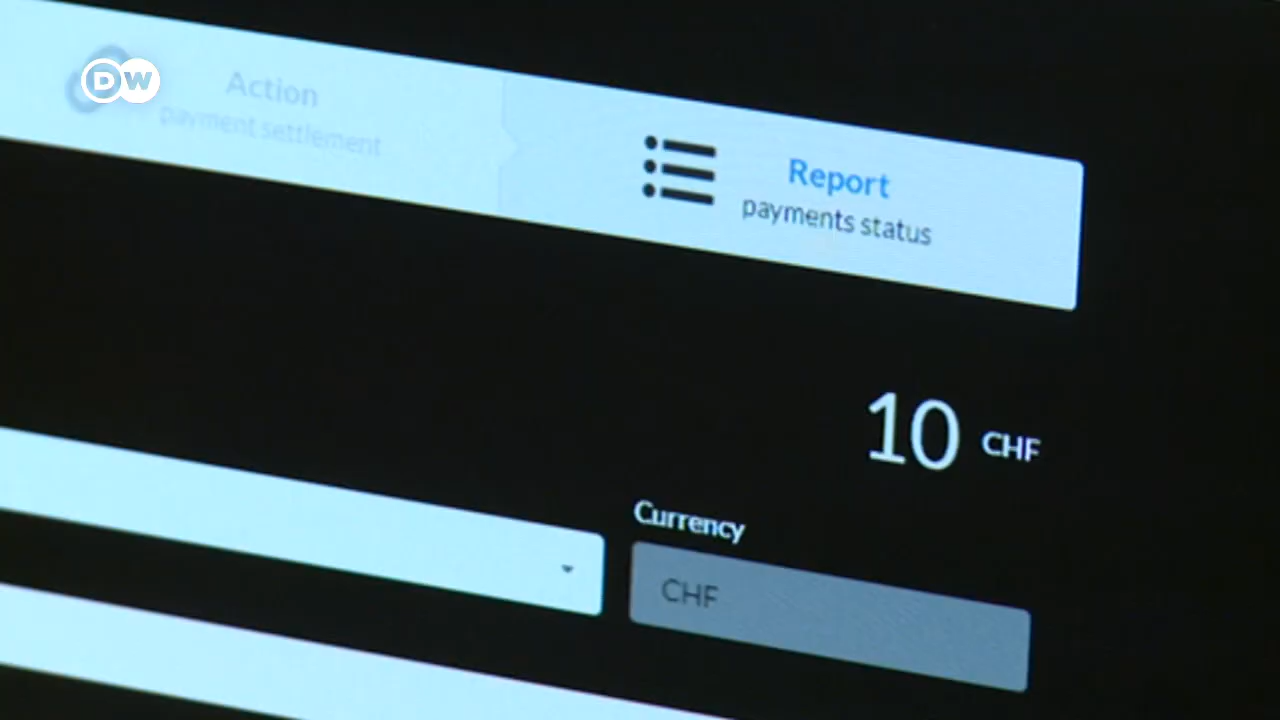 DW
Action
payment settlement
Report
payments status
10 CHF
Currency
CHF